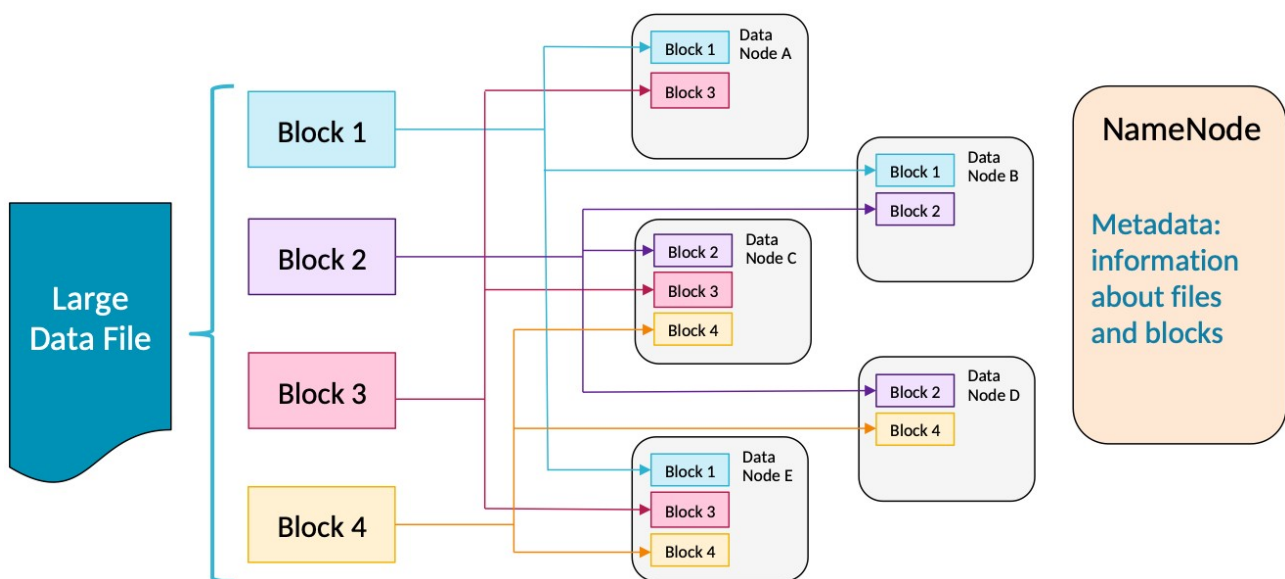 Large
Data File
Block 1
Block 2
Block 3
Block 4
Data
Node A
Block 1
Block 3
Data
Node B
Block 1
Block 2
Data
Node C
Block 2
Block 3
Block 4
Data
Node D
Block 2
Block 4
Data
Node E
Block 1
Block 3
Block 4
NameNode
Metadata:
information
about files
and blocks